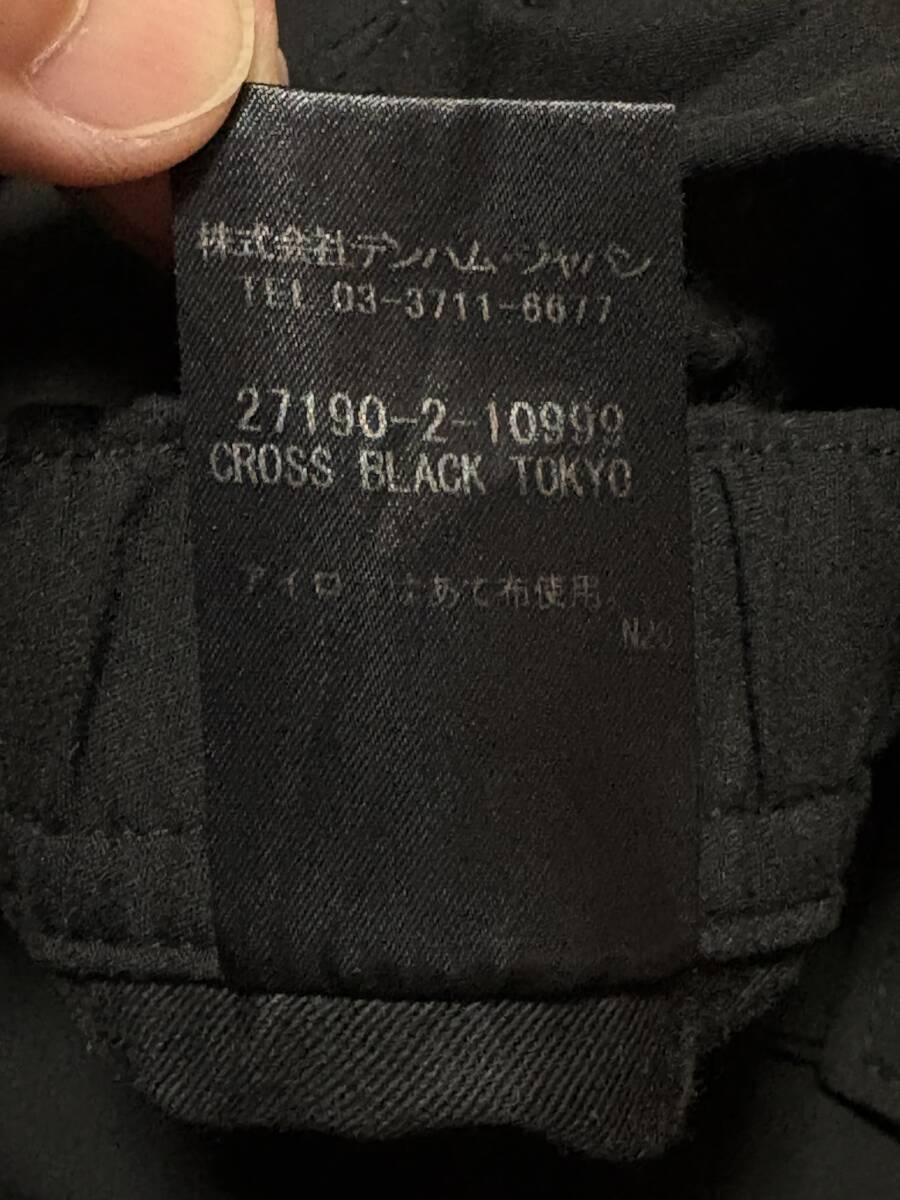 株式会社デンハム・ジャパン
TEL 03-3711-6677
27190-2-10999
CROSS BLACK TOKYO
あて布使用。